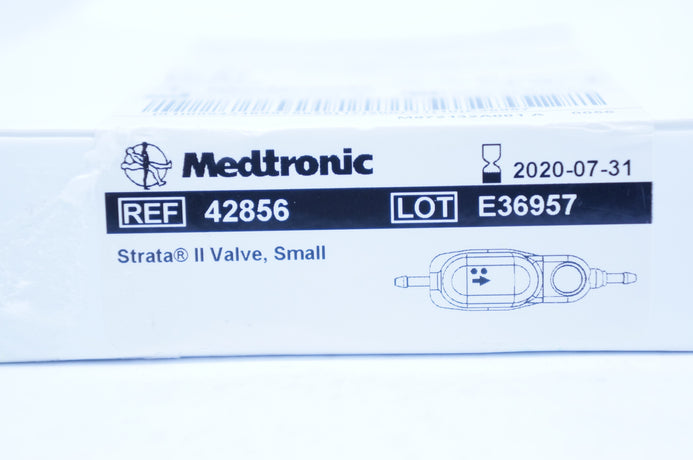 Medtronic
2020-07-31
REF 42856
LOT E36957
Strata® II Valve, Small